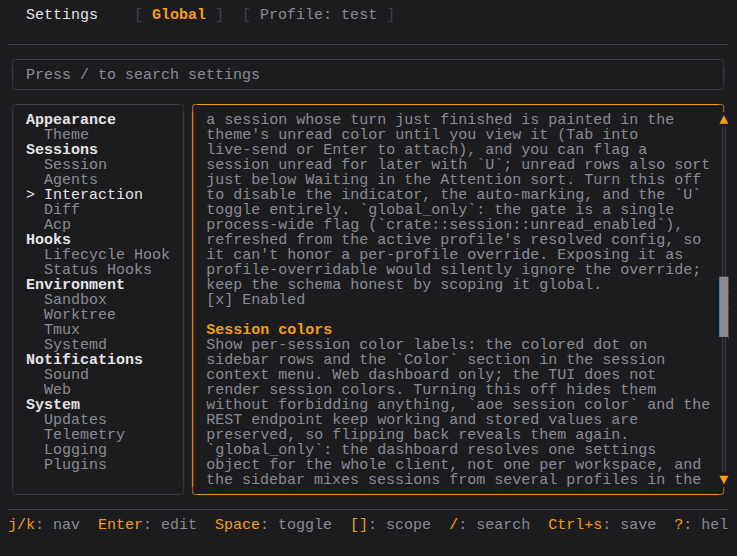 Settings [ Global ] [ Profile: test ]
Press / to search settings
Appearance
Theme
Sessions
Session
Agents
> Interaction
Diff
Acp
Hooks
Lifecycle Hook
Status Hooks
Environment
Sandbox
Worktree
Tmux
Systemd
Notifications
Sound
Web
System
Updates
Telemetry
Logging
Plugins
a session whose turn just finished is painted in the
theme's unread color until you view it (Tab into
live-send or Enter to attach), and you can flag a
session unread for later with `U`; unread rows also sort
just below Waiting in the Attention sort. Turn this off
to disable the indicator, the auto-marking, and the `U`
toggle entirely. `global_only`: the gate is a single
process-wide flag (`crate::session::unread_enabled`),
refreshed from the active profile's resolved config, so
it can't honor a per-profile override. Exposing it as
profile-overridable would silently ignore the override;
keep the schema honest by scoping it global.
[x] Enabled
Session colors
Show per-session color labels: the colored dot on
sidebar rows and the `Color` section in the session
context menu. Web dashboard only; the TUI does not
render session colors. Turning this off hides them
without forbidding anything, `aoe session color` and the
REST endpoint keep working and stored values are
preserved, so flipping back reveals them again.
`global_only`: the dashboard resolves one settings
object for the whole client, not one per workspace, and
the sidebar mixes sessions from several profiles in the
j/k: nav Enter: edit Space: toggle []: scope /: search Ctrl+s: save ?: hel